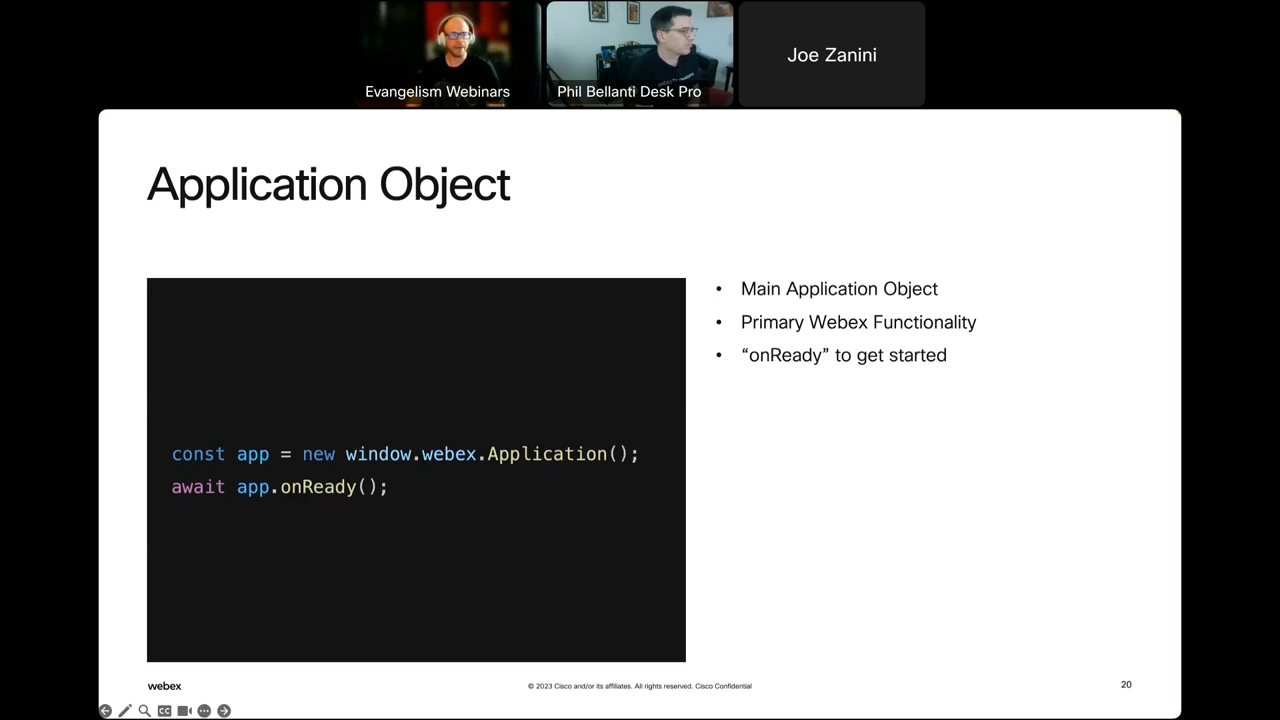 Evangelism Webinars
Phil Bellanti Desk Pro
Joe Zanini
Application Object
const app = new window.webex.Application();
await app.onReady();
• Main Application Object
• Primary Webex Functionality
• “onReady” to get started
webex
© 2023 Cisco and/or its affiliates. All rights reserved. Cisco Confidential
20
CC